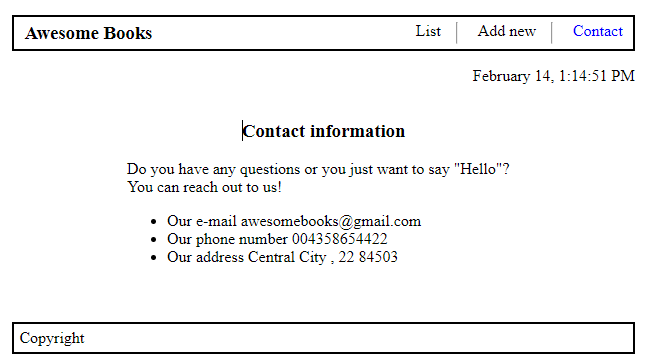 Awesome Books
List
Add new
Contact
February 14, 1:14:51 PM
Contact information
Do you have any questions or you just want to say "Hello"?
You can reach out to us!
Our e-mail awesomebooks@gmail.com
Our phone number 004358654422
Our address Central City , 22 84503
Copyright